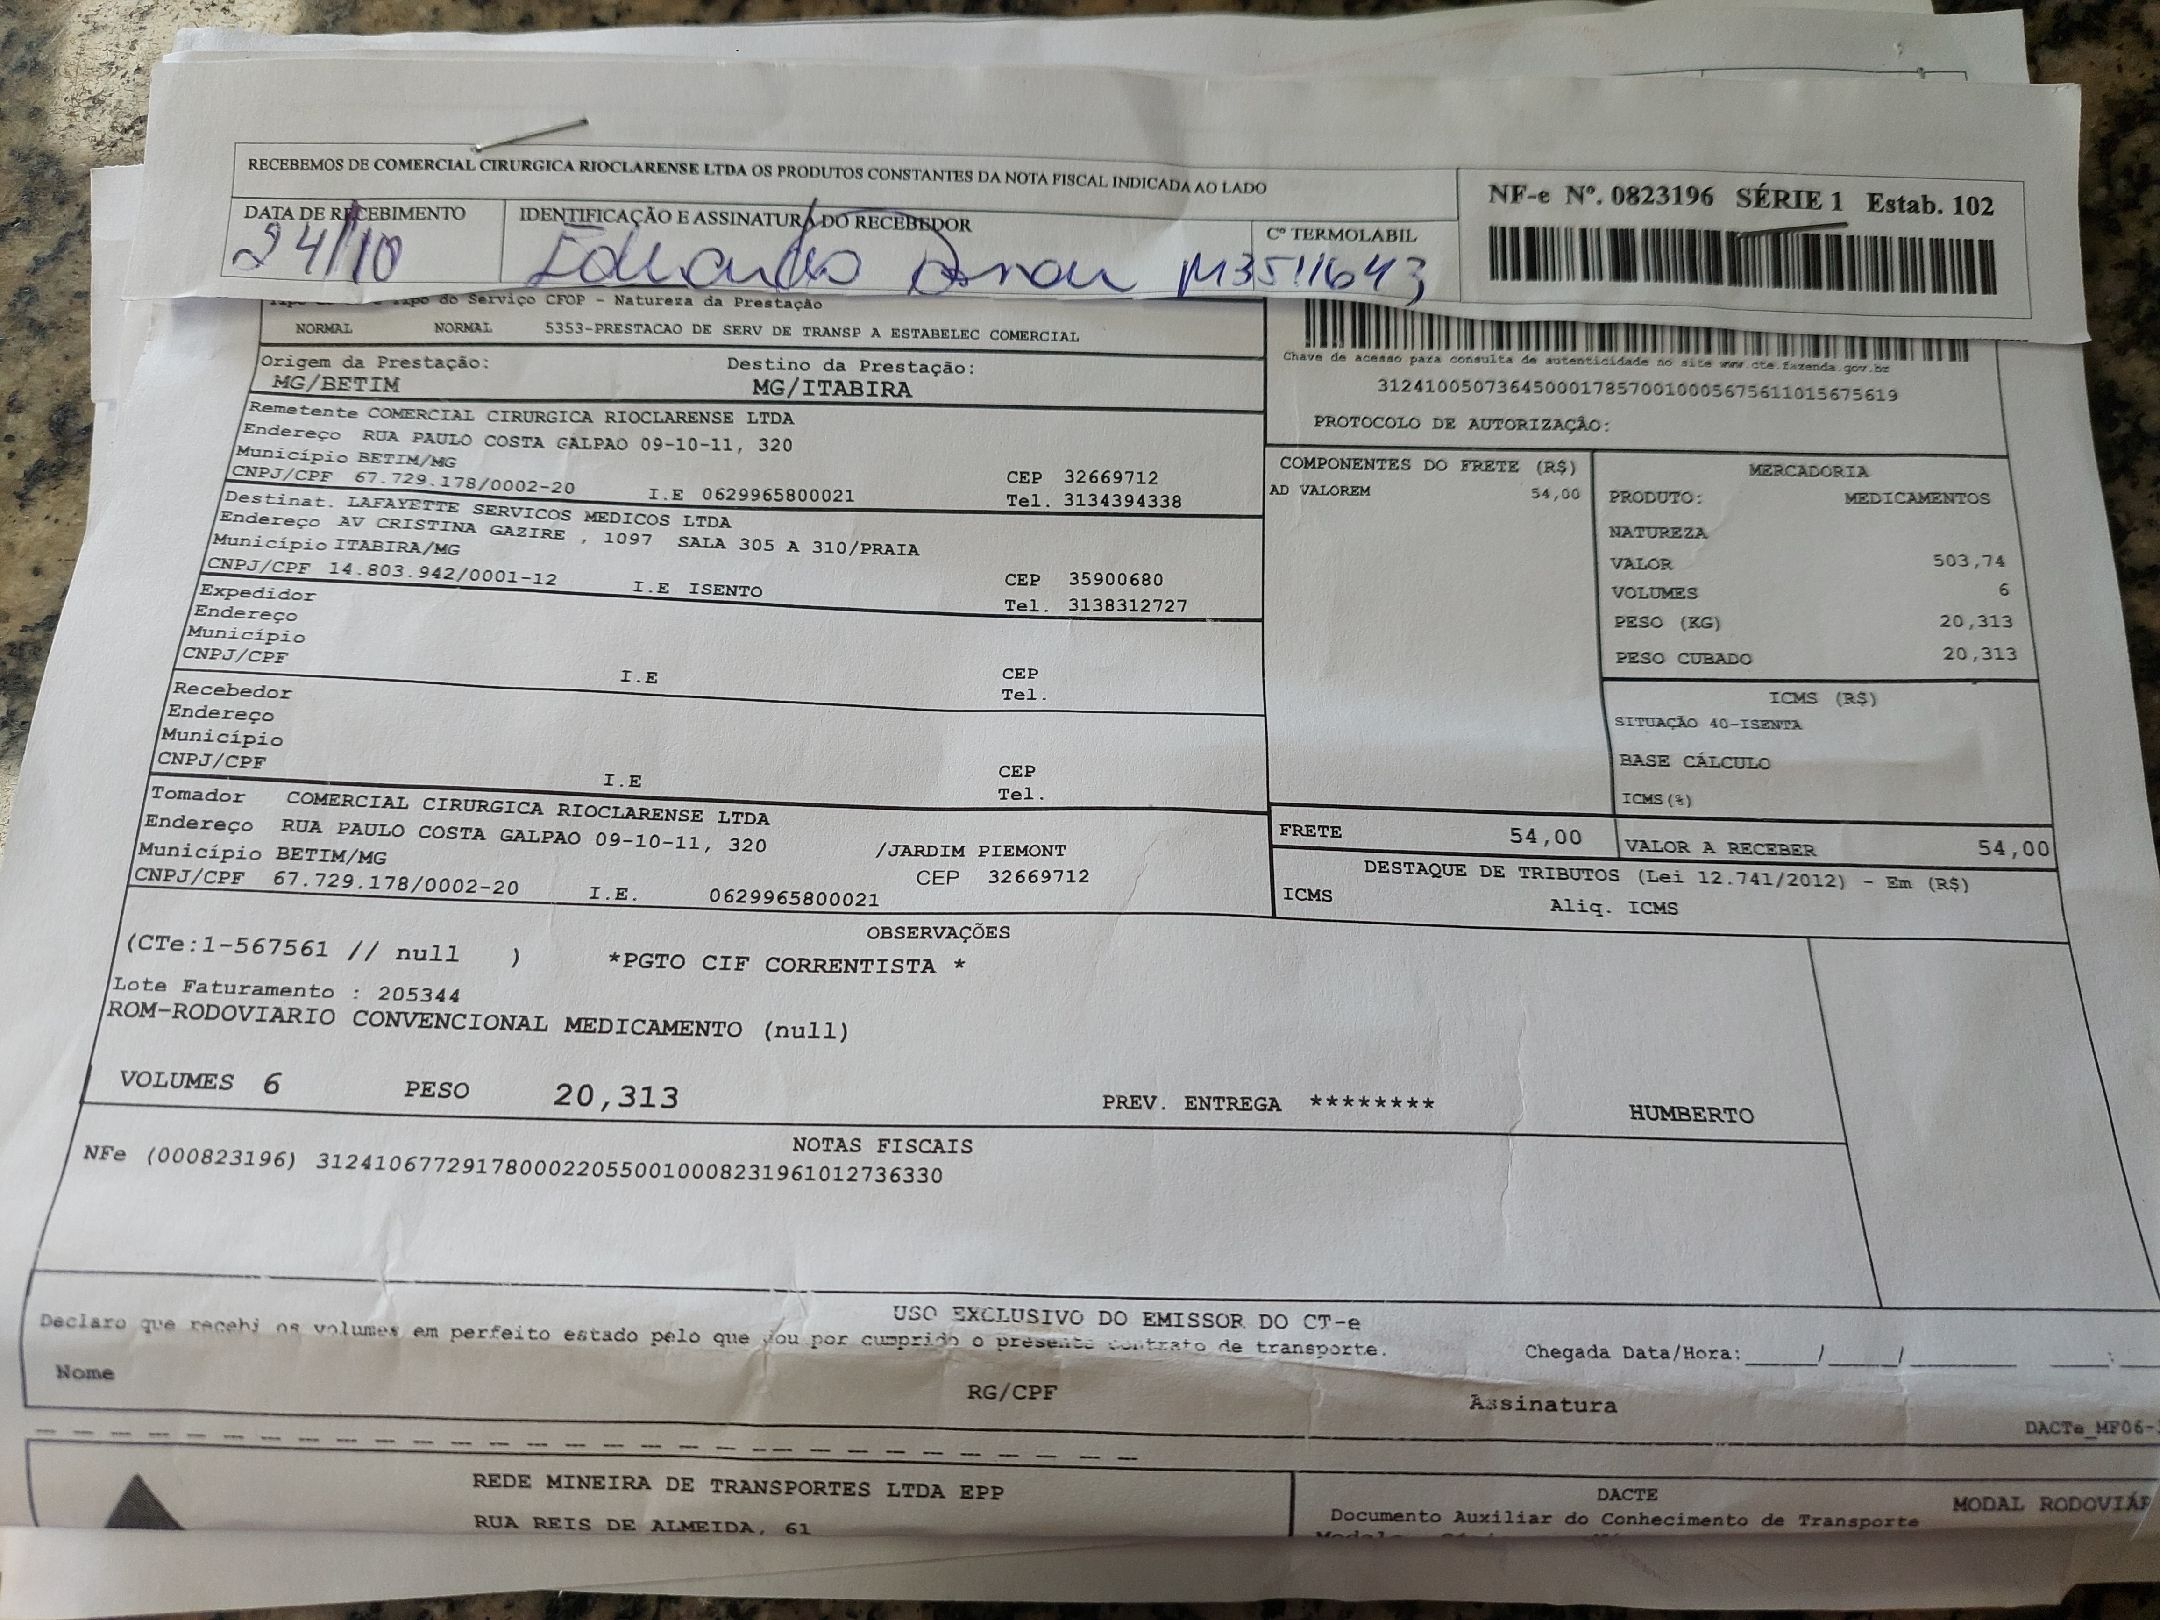 RECEBEMOS DE COMERCIAL CIRURGICA RIOCLARENSE LTDA OS PRODUTOS CONSTANTES DA NOTA FISCAL INDICADA AO LADO
NF-e Nº. 0823196 SÉRIE 1 Estab. 102
DATA DE RECEBIMENTO
24/10
IDENTIFICAÇÃO E ASSINATURA DO RECEBEDOR
Eduardo M3511643
Cº TERMOLABIL
do Serviço CFOP - Natureza da Prestação
NORMAL NORMAL 5353-PRESTACAO DE SERV DE TRANSP A ESTABELEC COMERCIAL
Origem da Prestação: Destino da Prestação:
MG/BETIM MG/ITABIRA
Chave de acesso para consulta de autenticidade no site www.cte.fazenda.gov.br
31241005073645000178570010005675611015675619
PROTOCOLO DE AUTORIZAÇÃO:
Remetente COMERCIAL CIRURGICA RIOCLARENSE LTDA
Endereço RUA PAULO COSTA GALPAO 09-10-11, 320
Município BETIM/MG CEP 32669712
CNPJ/CPF 67.729.178/0002-20 I.E 0629965800021 Tel. 3134394338
Destinat. LAFAYETTE SERVICOS MEDICOS LTDA
Endereço AV CRISTINA GAZIRE , 1097 SALA 305 A 310/PRAIA
Município ITABIRA/MG CEP 35900680
CNPJ/CPF 14.803.942/0001-12 I.E ISENTO Tel. 3138312727
Expedidor
Endereço
Município CEP
CNPJ/CPF I.E Tel.
Recebedor
Endereço
Município CEP
CNPJ/CPF I.E Tel.
Tomador COMERCIAL CIRURGICA RIOCLARENSE LTDA
Endereço RUA PAULO COSTA GALPAO 09-10-11, 320 /JARDIM PIEMONT
Município BETIM/MG CEP 32669712
CNPJ/CPF 67.729.178/0002-20 I.E. 0629965800021
COMPONENTES DO FRETE (R$)
AD VALOREM 54,00
MERCADORIA
PRODUTO: MEDICAMENTOS
NATUREZA
VALOR 503,74
VOLUMES 6
PESO (KG) 20,313
PESO CUBADO 20,313
ICMS (R$)
SITUAÇÃO 40-ISENTA
BASE CÁLCULO
ICMS(%)
FRETE 54,00 VALOR A RECEBER 54,00
DESTAQUE DE TRIBUTOS (Lei 12.741/2012) - Em (R$)
ICMS Aliq. ICMS
OBSERVAÇÕES
(CTe:1-567561 // null ) *PGTO CIF CORRENTISTA *
Lote Faturamento : 205344
ROM-RODOVIARIO CONVENCIONAL MEDICAMENTO (null)
VOLUMES 6 PESO 20,313 PREV. ENTREGA ******** HUMBERTO
NOTAS FISCAIS
NFe (000823196) 31241067729178000220550010008231961012736330
USO EXCLUSIVO DO EMISSOR DO CT-e
Declaro que recebi os volumes em perfeito estado pelo que dou por cumprido o presente contrato de transporte. Chegada Data/Hora:____/____/______ ____:
Nome RG/CPF Assinatura
DACTe_MF06-
REDE MINEIRA DE TRANSPORTES LTDA EPP
RUA REIS DE ALMEIDA, 61
DACTE
Documento Auxiliar do Conhecimento de Transporte
MODAL